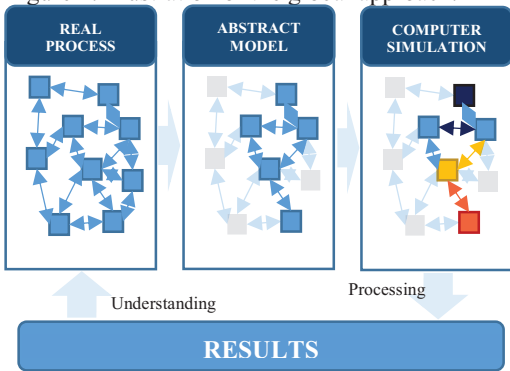 REAL
PROCESS
ABSTRACT
MODEL
COMPUTER
SIMULATION
Understanding
Processing
RESULTS